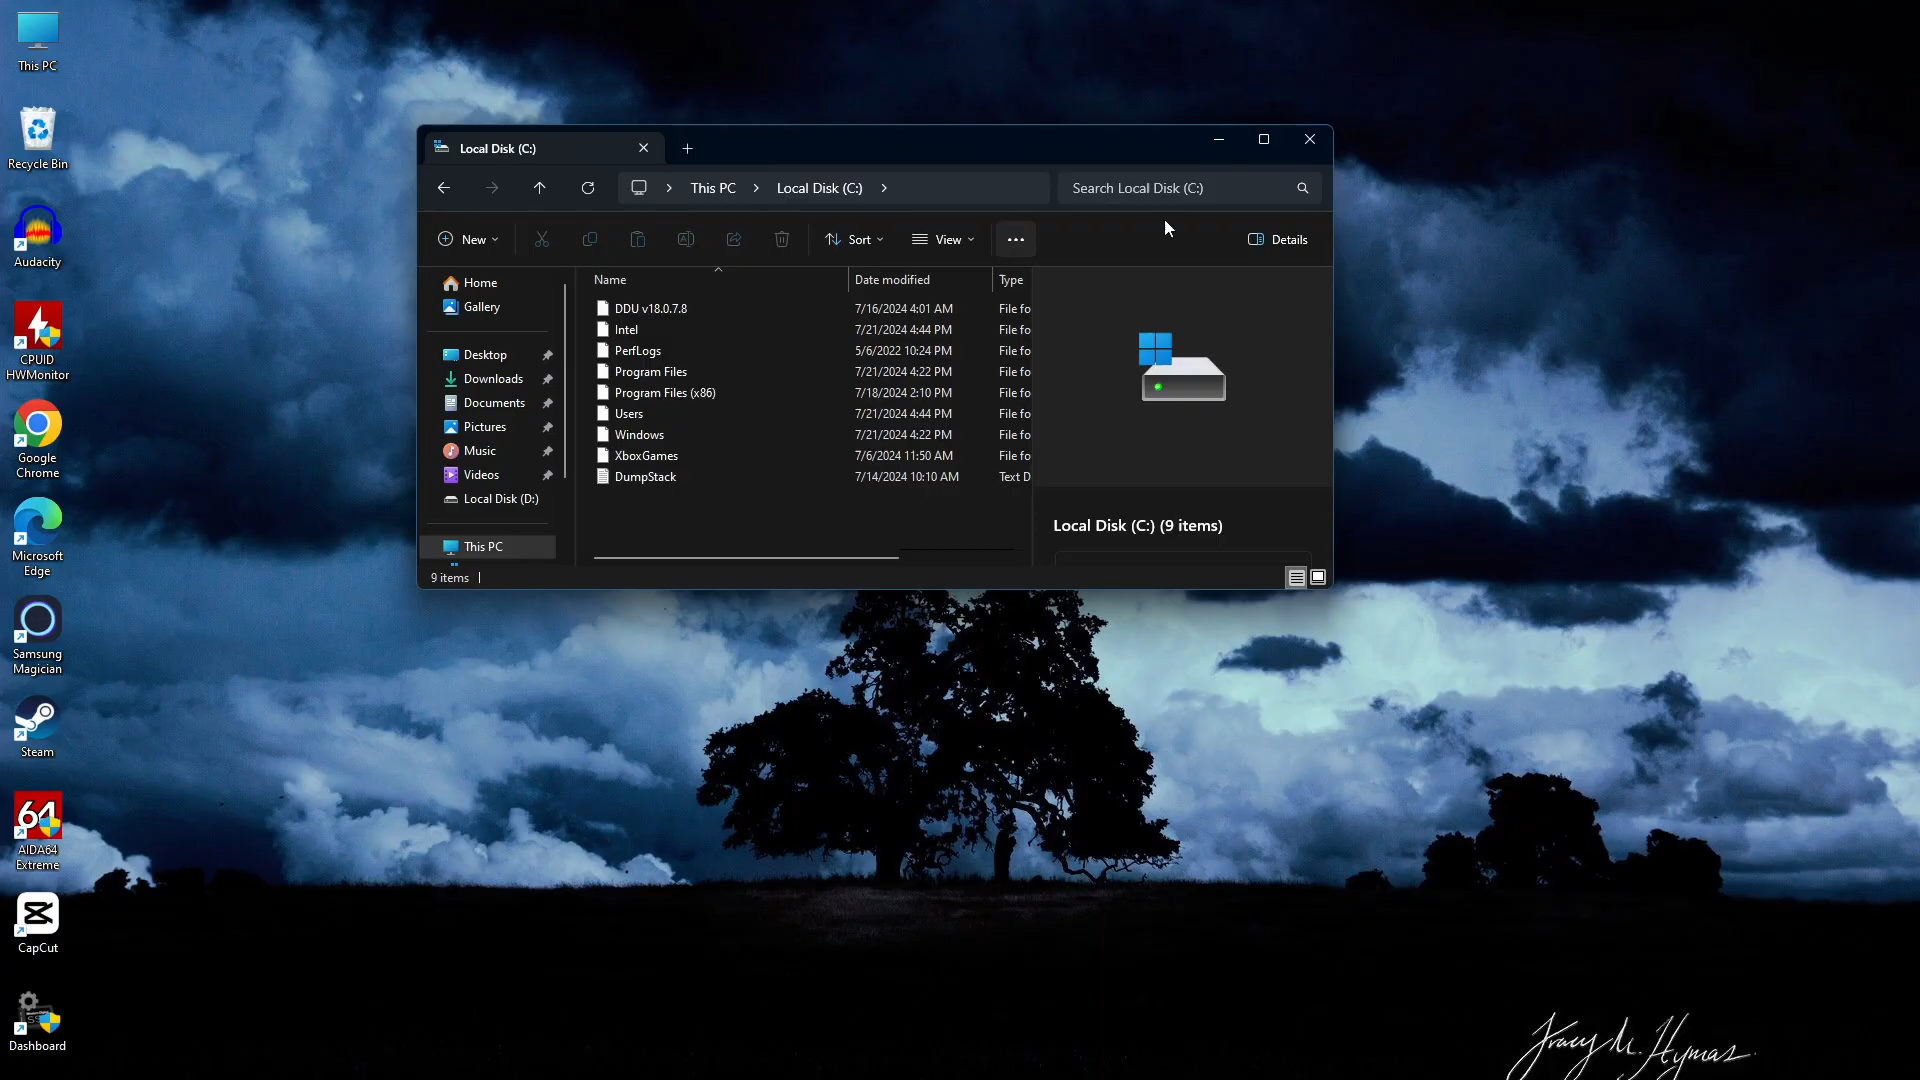 This PC
Recycle Bin
Audacity
CPUID
HWMonitor
Google
Chrome
Microsoft
Edge
Samsung
Magician
Steam
64
AIDA64
Extreme
CapCut
Dashboard
Local Disk (C:)
This PC
Local Disk (C:)
Search Local Disk (C:)
New
Sort
View
Details
Home
Gallery
Desktop
Downloads
Documents
Pictures
Music
Videos
Local Disk (D:)
This PC
Name Date modified Type
DDU v18.0.7.8 7/16/2024 4:01 AM File fo
Intel 7/21/2024 4:44 PM File fo
PerfLogs 5/6/2022 10:24 PM File fo
Program Files 7/21/2024 4:22 PM File fo
Program Files (x86) 7/18/2024 2:10 PM File fo
Users 7/21/2024 4:44 PM File fo
Windows 7/21/2024 4:22 PM File fo
XboxGames 7/6/2024 11:50 AM File fo
DumpStack 7/14/2024 10:10 AM Text D
Local Disk (C:) (9 items)
9 items
Tracy M. Hymas